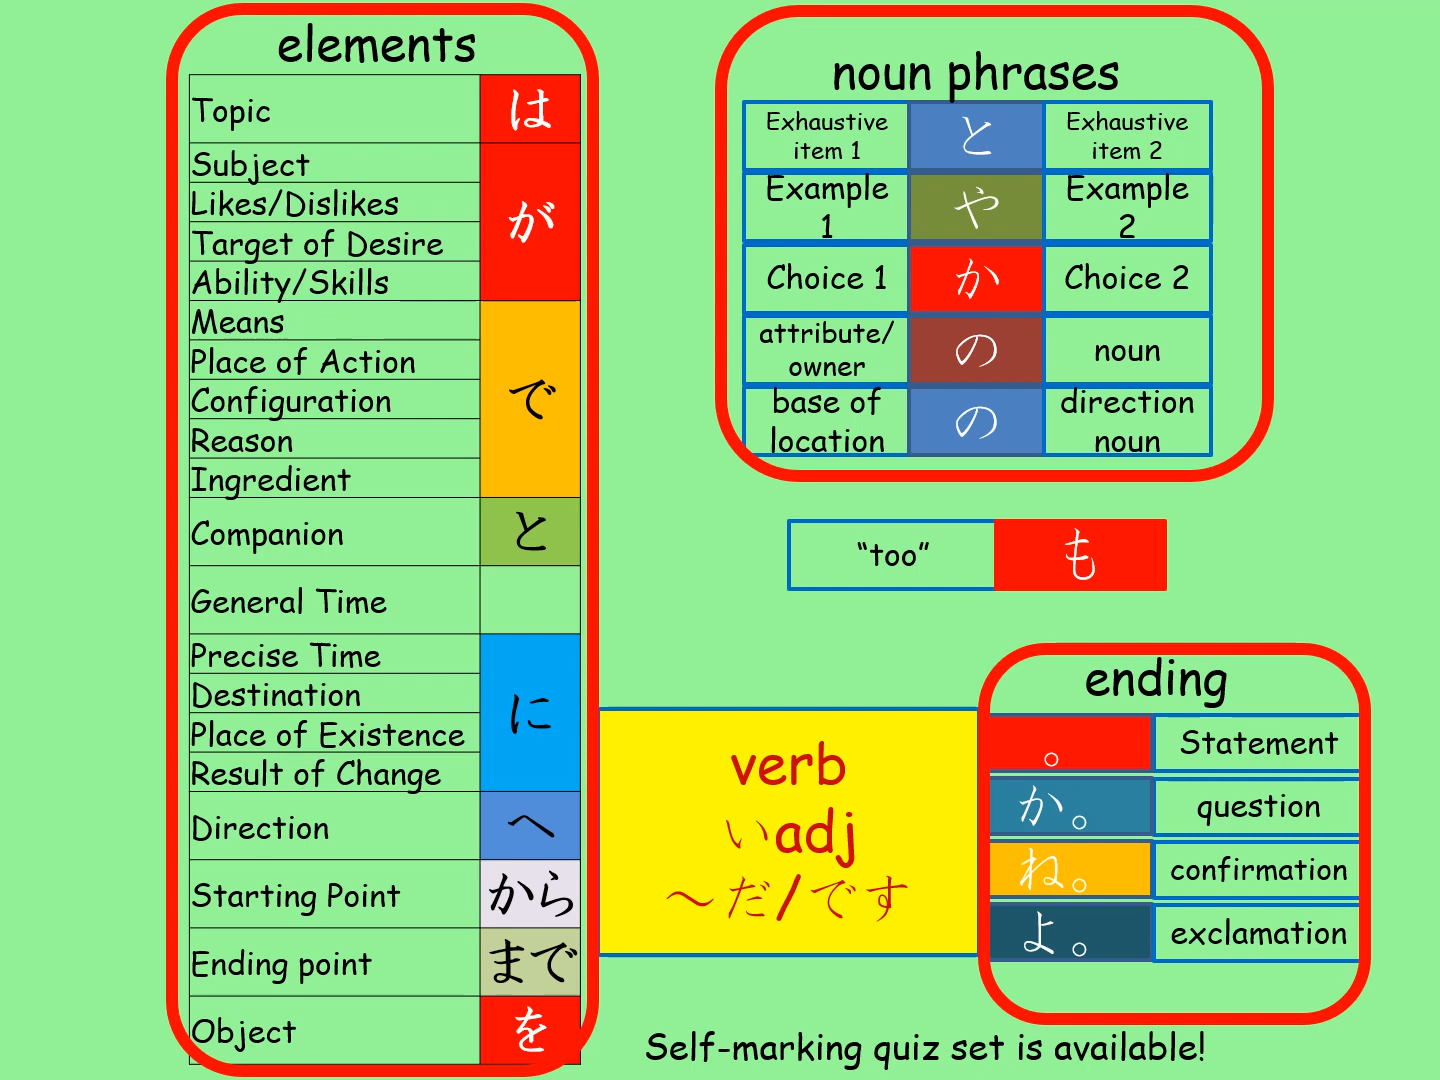 elements
Topic は
Subject
Likes/Dislikes
が
Target of Desire
Ability/Skills
Means
Place of Action
Configuration
で
Reason
Ingredient
Companion と
General Time
Precise Time
Destination
に
Place of Existence
Result of Change
Direction へ
Starting Point から
Ending point まで
Object を
noun phrases
Exhaustive
item 1
と
Exhaustive
item 2
Example
1
や
Example
2
Choice 1 か Choice 2
attribute/
owner
の
noun
base of
location
の
direction
noun
“too” も
verb
いadj
～だ/です
ending
。 Statement
か。 question
ね。 confirmation
よ。 exclamation
Self-marking quiz set is available!